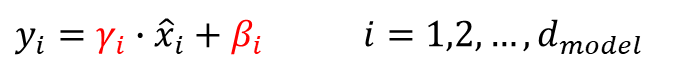 yᵢ = γᵢ · x̂ᵢ + βᵢ i = 1,2, …, d_model